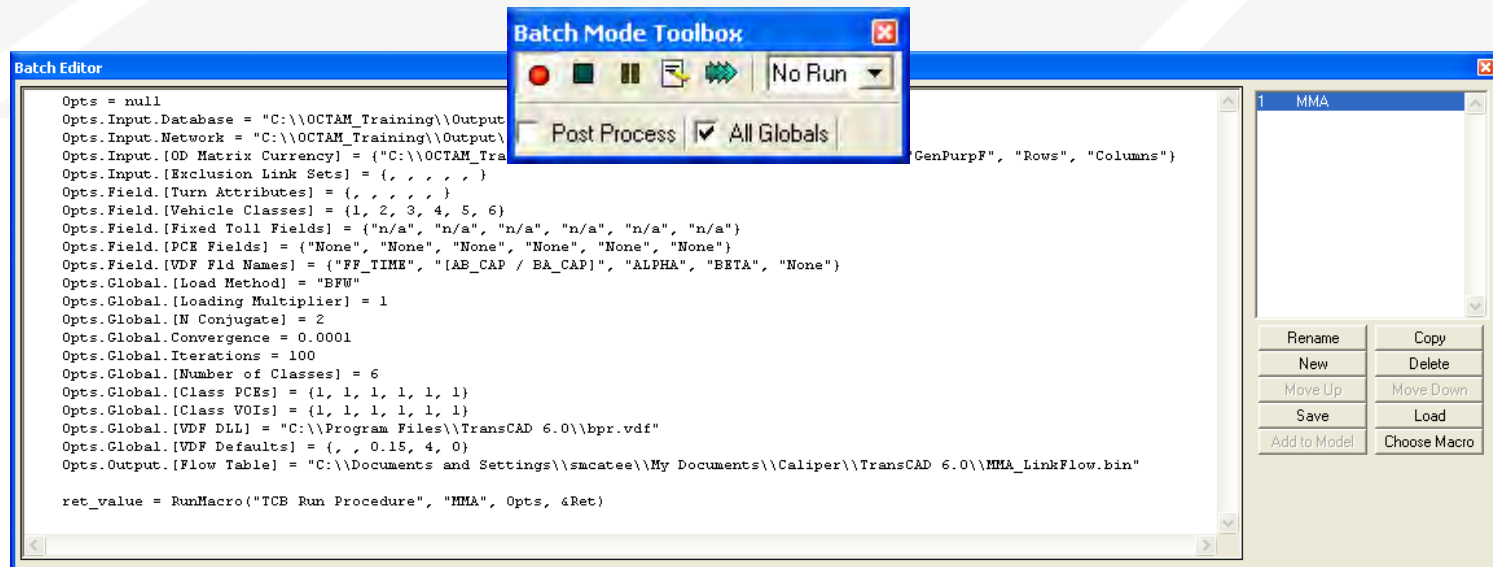 Batch Mode Toolbox
No Run
Post Process
All Globals
Batch Editor
Opts = null
Opts.Input.Database = "C:\\OCTAM_Training\\Output
Opts.Input.Network = "C:\\OCTAM_Training\\Output\
Opts.Input.[OD Matrix Currency] = {"C:\\OCTAM_Tra "GenPurpF", "Rows", "Columns"}
Opts.Input.[Exclusion Link Sets] = {, , , , , }
Opts.Field.[Turn Attributes] = {, , , , , }
Opts.Field.[Vehicle Classes] = {1, 2, 3, 4, 5, 6}
Opts.Field.[Fixed Toll Fields] = {"n/a", "n/a", "n/a", "n/a", "n/a", "n/a"}
Opts.Field.[PCE Fields] = {"None", "None", "None", "None", "None", "None"}
Opts.Field.[VDF Fld Names] = {"FF_TIME", "[AB_CAP / BA_CAP]", "ALPHA", "BETA", "None"}
Opts.Global.[Load Method] = "BFW"
Opts.Global.[Loading Multiplier] = 1
Opts.Global.[N Conjugate] = 2
Opts.Global.Convergence = 0.0001
Opts.Global.Iterations = 100
Opts.Global.[Number of Classes] = 6
Opts.Global.[Class PCEs] = {1, 1, 1, 1, 1, 1}
Opts.Global.[Class VOIs] = {1, 1, 1, 1, 1, 1}
Opts.Global.[VDF DLL] = "C:\\Program Files\\TransCAD 6.0\\bpr.vdf"
Opts.Global.[VDF Defaults] = {, , 0.15, 4, 0}
Opts.Output.[Flow Table] = "C:\\Documents and Settings\\smcatee\\My Documents\\Caliper\\TransCAD 6.0\\MMA_LinkFlow.bin"
ret_value = RunMacro("TCB Run Procedure", "MMA", Opts, &Ret)
1 MMA
Rename Copy
New Delete
Move Up Move Down
Save Load
Add to Model Choose Macro